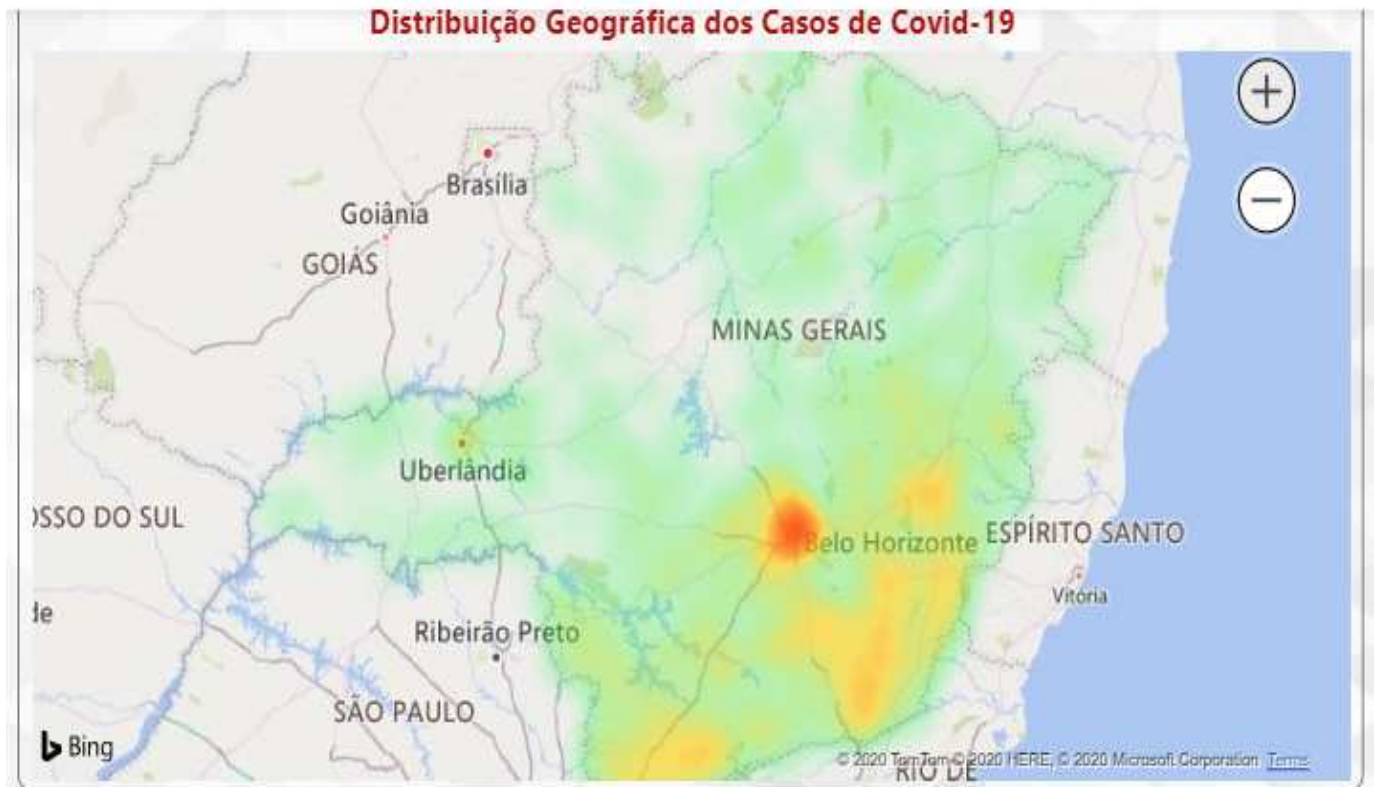 Distribuição Geográfica dos Casos de Covid-19
+
Brasília
−
Goiânia
GOIÁS
MINAS GERAIS
Uberlândia
OSSO DO SUL
Belo Horizonte
ESPÍRITO SANTO
Vitória
de
Ribeirão Preto
SÃO PAULO
Bing
© 2020 TomTom © 2020 HERE, © 2020 Microsoft Corporation Terms
RIO DE